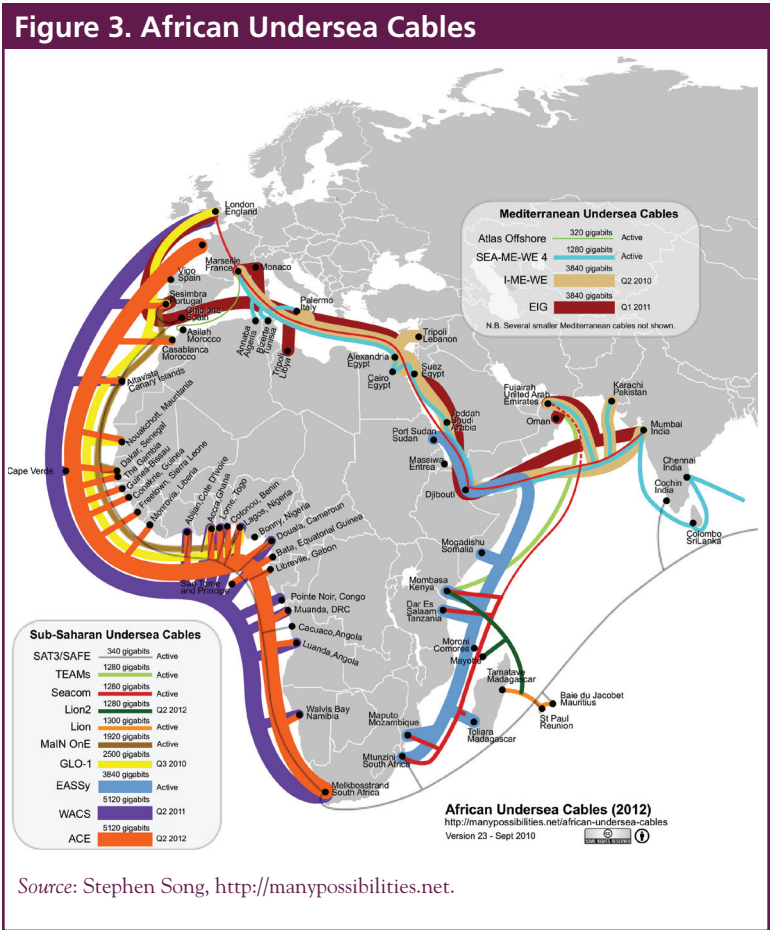 Figure 3. African Undersea Cables
London
England
Marseille
France
Monaco
Vigo
Spain
Sesimbra
Portugal
Chipiona
Spain
Asilah
Morocco
Casablanca
Morocco
Annaba
Algeria
Bizerte
Tunisia
Tripoli
Libya
Palermo
Italy
Tripoli
Lebanon
Alexandria
Egypt
Cairo
Egypt
Suez
Egypt
Jeddah
Saudi
Arabia
Port Sudan
Sudan
Massiwa
Eritroa
Djibouti
Fujairah
United Arab
Emirates
Oman
Karachi
Pakistan
Mumbai
India
Chennai
India
Cochin
India
Colombo
SriLanka
Mediterranean Undersea Cables
Atlas Offshore 320 gigabits Active
SEA-ME-WE 4 1280 gigabits Active
I-ME-WE 3840 gigabits Q2 2010
EIG 3840 gigabits Q1 2011
N.B. Several smaller Mediterranean cables not shown.
Altavista
Canary Islands
Nouakchott, Mauritania
Dakar, Senegal
The Gambia
Guinea-Bissau
Conakrie, Guinea
Freetown, Sierra Leone
Monrovia, Liberia
Cape Verde
Abijan,Cote D'Ivoire
Accra,Ghana
Lome, Togo
Cotonou, Benin
Lagos, Nigeria
Bonny, Nigeria
Douala, Cameroun
Bata, Equatorial Guinea
Libreville, Gabon
Sao Tome
and Principe
Pointe Noir, Congo
Muanda, DRC
Cacuaco,Angola
Luanda,Angola
Walvis Bay
Namibia
Melkbosstrand
South Africa
Mogadishu
Somalia
Mombasa
Kenya
Dar Es
Salaam
Tanzania
Moroni
Comores
Mayotte
Tamatave
Madagascar
Baie du Jacobet
Mauritius
St Paul
Reunion
Toliara
Madagascar
Maputo
Mozambique
Mtunzini
South Africa
Sub-Saharan Undersea Cables
SAT3/SAFE 340 gigabits Active
TEAMs 1280 gigabits Active
Seacom 1280 gigabits Active
Lion2 1280 gigabits Q2 2012
Lion 1300 gigabits Active
MaIN OnE 1920 gigabits Active
GLO-1 2500 gigabits Q3 2010
EASSy 3840 gigabits Active
WACS 5120 gigabits Q2 2011
ACE 5120 gigabits Q2 2012
African Undersea Cables (2012)
http://manypossibilities.net/african-undersea-cables
Version 23 - Sept 2010
cc
SOME RIGHTS RESERVED
Source: Stephen Song, http://manypossibilities.net.